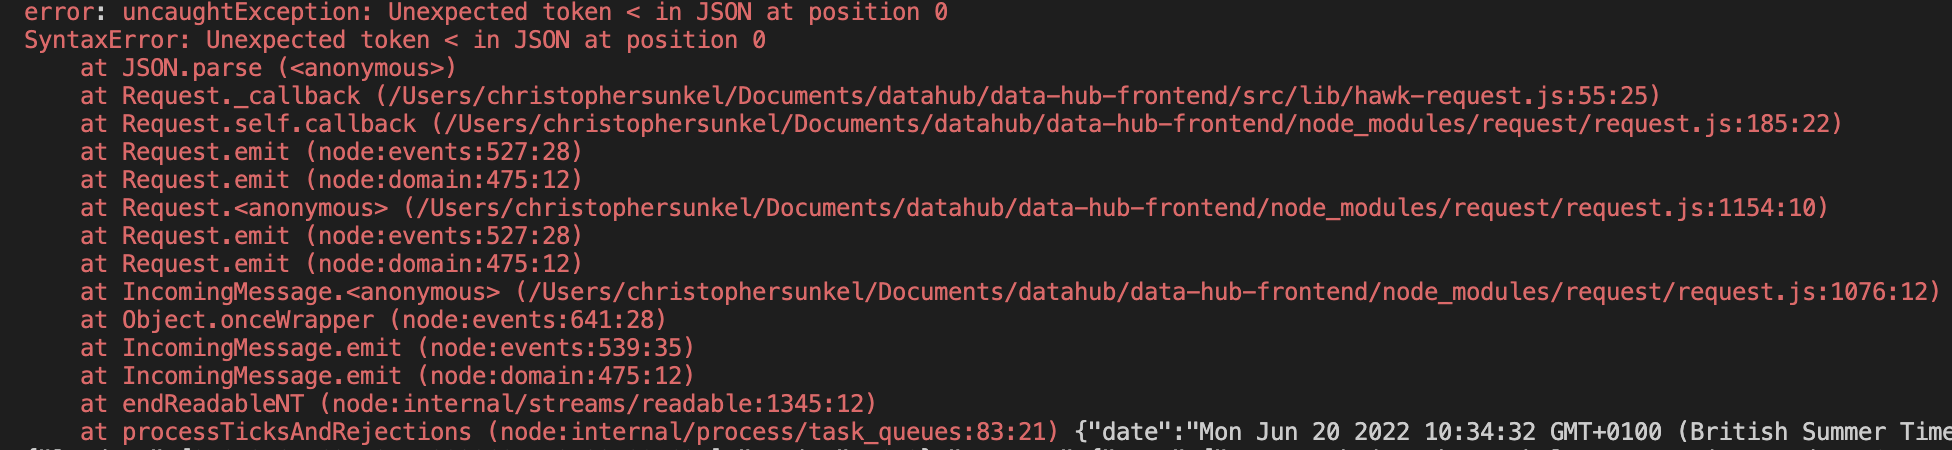 error: uncaughtException: Unexpected token < in JSON at position 0
SyntaxError: Unexpected token < in JSON at position 0
    at JSON.parse (<anonymous>)
    at Request._callback (/Users/christophersunkel/Documents/datahub/data-hub-frontend/src/lib/hawk-request.js:55:25)
    at Request.self.callback (/Users/christophersunkel/Documents/datahub/data-hub-frontend/node_modules/request/request.js:185:22)
    at Request.emit (node:events:527:28)
    at Request.emit (node:domain:475:12)
    at Request.<anonymous> (/Users/christophersunkel/Documents/datahub/data-hub-frontend/node_modules/request/request.js:1154:10)
    at Request.emit (node:events:527:28)
    at Request.emit (node:domain:475:12)
    at IncomingMessage.<anonymous> (/Users/christophersunkel/Documents/datahub/data-hub-frontend/node_modules/request/request.js:1076:12)
    at Object.onceWrapper (node:events:641:28)
    at IncomingMessage.emit (node:events:539:35)
    at IncomingMessage.emit (node:domain:475:12)
    at endReadableNT (node:internal/streams/readable:1345:12)
    at processTicksAndRejections (node:internal/process/task_queues:83:21) {"date":"Mon Jun 20 2022 10:34:32 GMT+0100 (British Summer Time